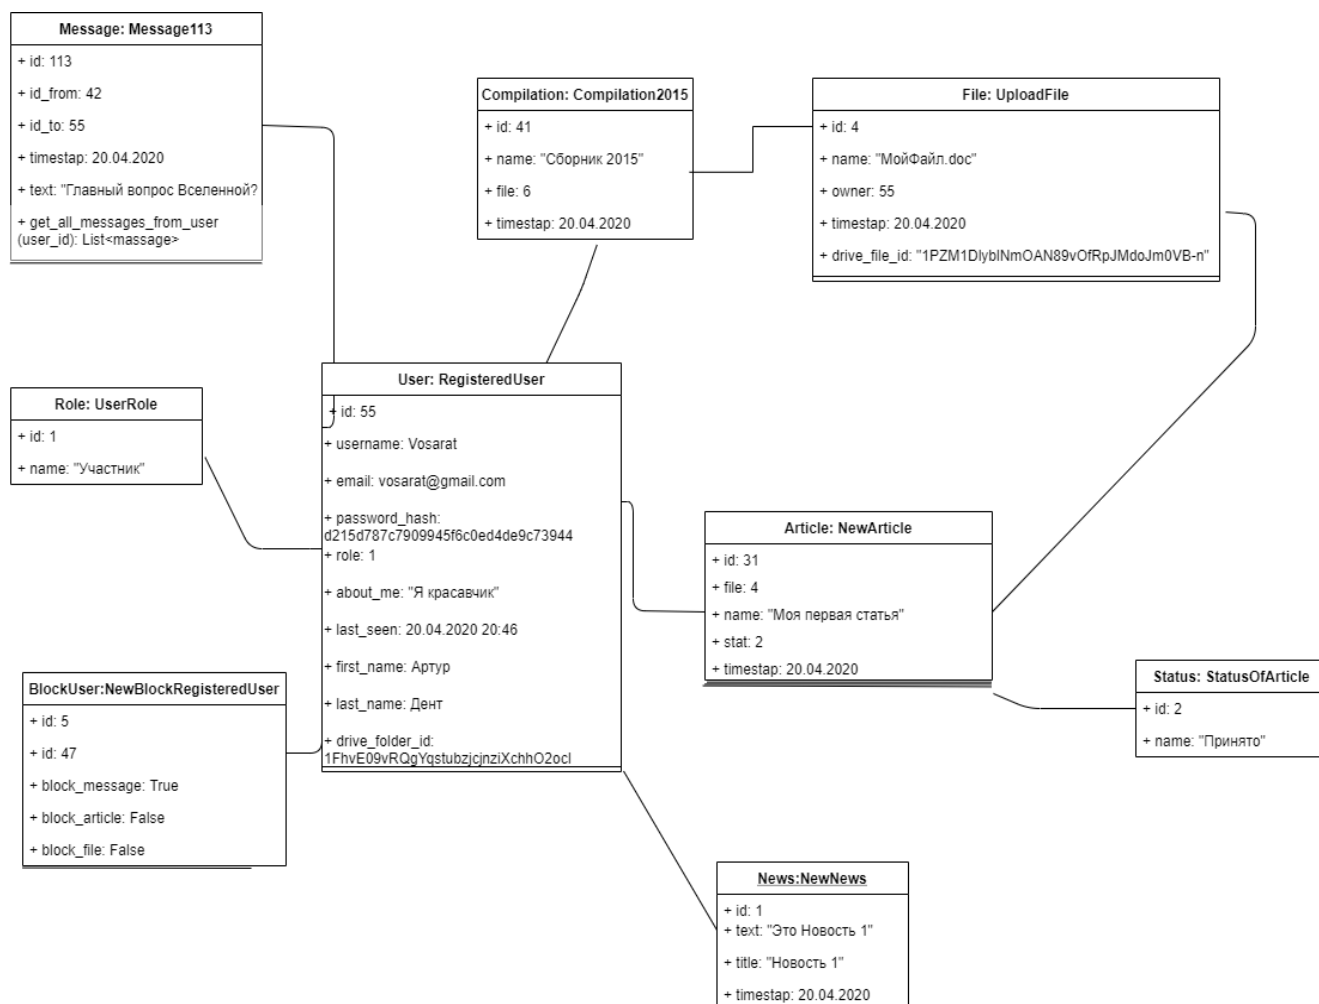 Message: Message113
+ id: 113
+ id_from: 42
+ id_to: 55
+ timestap: 20.04.2020
+ text: "Главный вопрос Вселенной?
+ get_all_messages_from_user
(user_id): List<massage>
Compilation: Compilation2015
+ id: 41
+ name: "Сборник 2015"
+ file: 6
+ timestap: 20.04.2020
File: UploadFile
+ id: 4
+ name: "МойФайл.doc"
+ owner: 55
+ timestap: 20.04.2020
+ drive_file_id: "1PZM1DlyblNmOAN89vOfRpJMdoJm0VB-n"
User: RegisteredUser
+ id: 55
+ username: Vosarat
+ email: vosarat@gmail.com
+ password_hash:
d215d787c7909945f6c0ed4de9c73944
+ role: 1
+ about_me: "Я красавчик"
+ last_seen: 20.04.2020 20:46
+ first_name: Артур
+ last_name: Дент
+ drive_folder_id:
1FhvE09vRQgYqstubzjcjnziXchhO2ocI
Role: UserRole
+ id: 1
+ name: "Участник"
Article: NewArticle
+ id: 31
+ file: 4
+ name: "Моя первая статья"
+ stat: 2
+ timestap: 20.04.2020
BlockUser:NewBlockRegisteredUser
+ id: 5
+ id: 47
+ block_message: True
+ block_article: False
+ block_file: False
Status: StatusOfArticle
+ id: 2
+ name: "Принято"
News:NewNews
+ id: 1
+ text: "Это Новость 1"
+ title: "Новость 1"
+ timestap: 20.04.2020